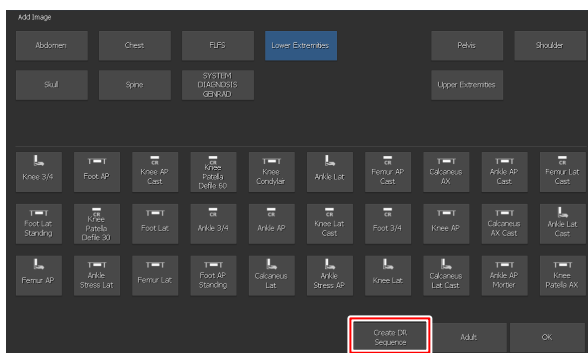 Add Image
Abdomen
Chest
FLFS
Lower Extremities
Pelvis
Shoulder
Skull
Spine
SYSTEM
DIAGNOSIS
GENRAD
Upper Extremities
Knee 3/4
T T
Foot AP
CR
Knee AP
Cast
CR
Knee
Patella
Defile 60
T T
Knee
Condylair
Ankle Lat
CR
Femur AP
Cast
T T
Calcaneus
AX
T T
Ankle AP
Cast
CR
Femur Lat
Cast
T T
Foot Lat
Standing
CR
Knee
Patella
Defile 30
T T
Foot Lat
CR
Ankle 3/4
CR
Ankle AP
CR
Knee Lat
Cast
CR
Foot 3/4
T T
Knee AP
T T
Calcaneus
AX Cast
Ankle Lat
Cast
Femur AP
T T
Ankle
Stress Lat
T T
Femur Lat
T T
Foot AP
Standing
Calcaneus
Lat
Ankle
Stress AP
Knee Lat
Calcaneus
Lat Cast
T T
Ankle AP
Mortier
T T
Knee
Patella AX
Create DR
Sequence
Adult
OK